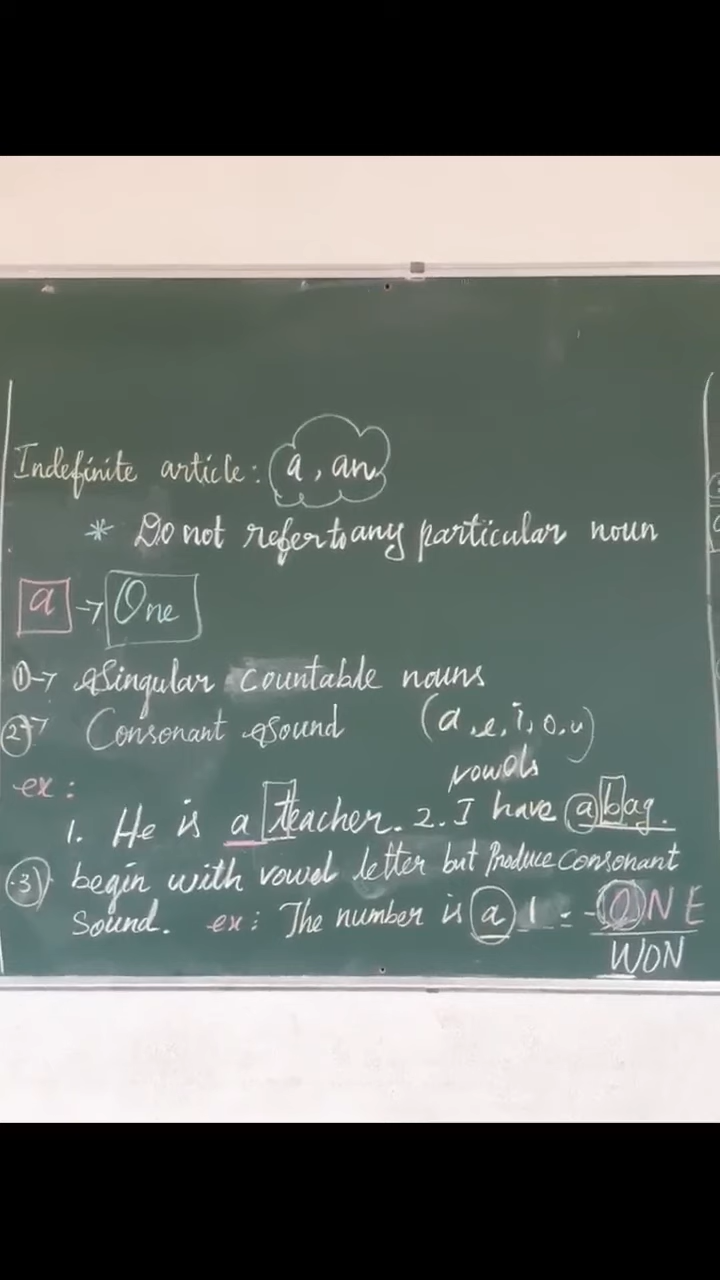 Indefinite article: a, an
* Do not refer to any particular noun
a → One
1 → Singular countable nouns
2 → Consonant Sound (a, e, i, o, u)
vowels
ex:
1. He is a teacher. 2. I have a bag.
3) begin with vowel letter but Produce Consonant
Sound. ex: The number is a 1 = ONE
WON